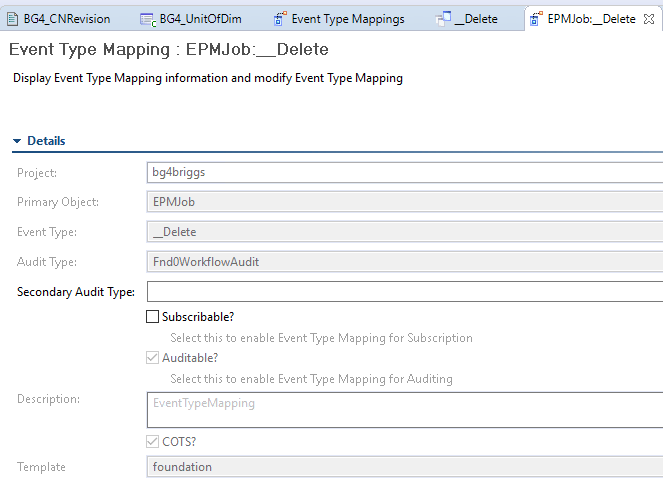 BG4_CNRevision
BG4_UnitOfDim
Event Type Mappings
__Delete
EPMJob:__Delete
Event Type Mapping : EPMJob:__Delete
Display Event Type Mapping information and modify Event Type Mapping
Details
Project: bg4briggs
Primary Object: EPMJob
Event Type: __Delete
Audit Type: Fnd0WorkflowAudit
Secondary Audit Type:
Subscribable?
Select this to enable Event Type Mapping for Subscription
Auditable?
Select this to enable Event Type Mapping for Auditing
Description: EventTypeMapping
COTS?
Template foundation